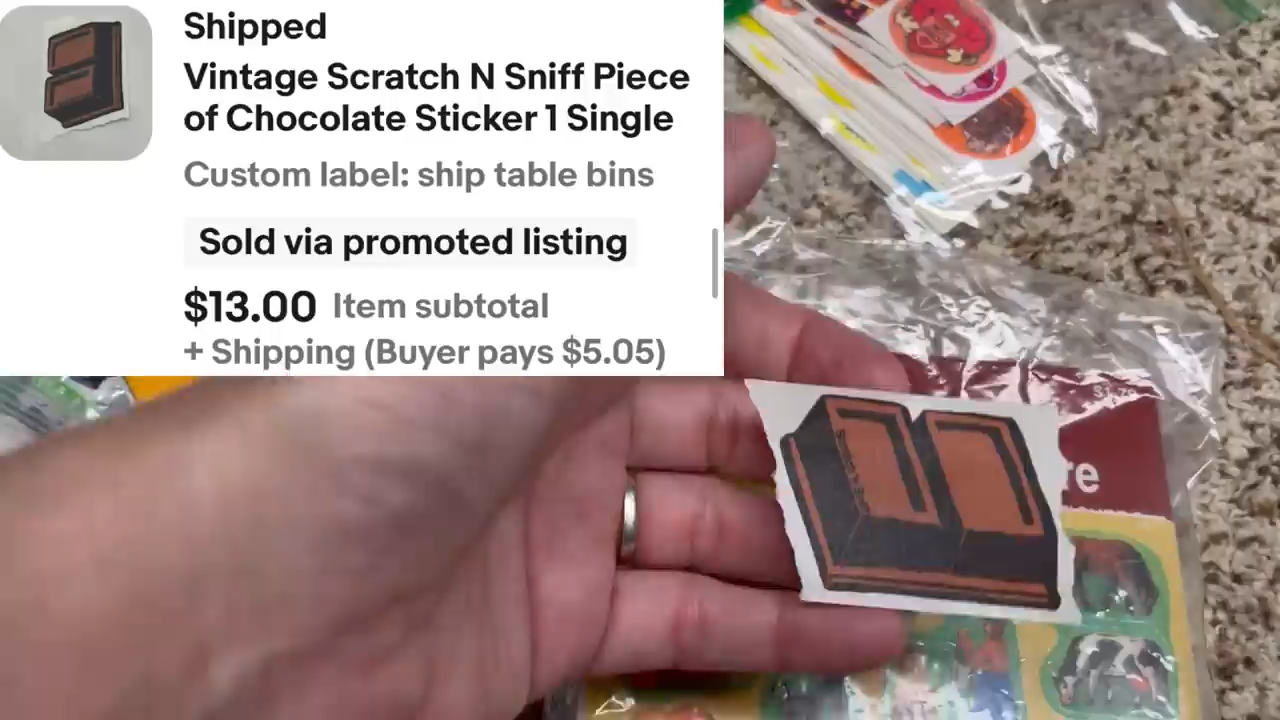 Shipped
Vintage Scratch N Sniff Piece
of Chocolate Sticker 1 Single
Custom label: ship table bins
Sold via promoted listing
$13.00 Item subtotal
+ Shipping (Buyer pays $5.05)
re